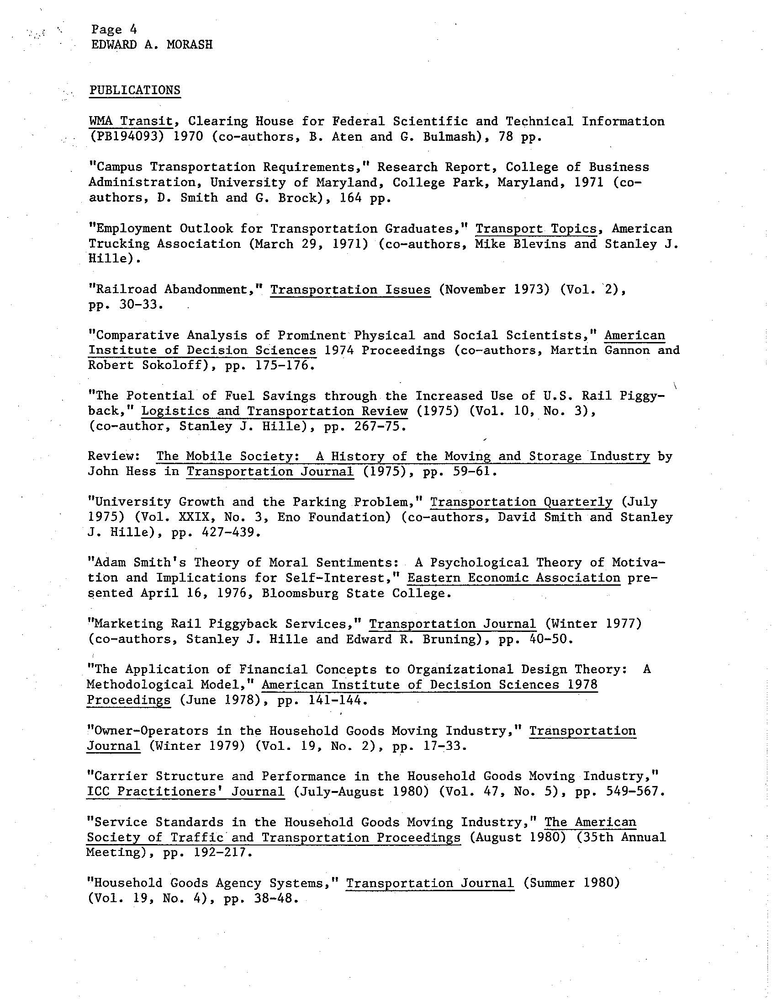 Page 4
EDWARD A. MORASH
PUBLICATIONS
WMA Transit, Clearing House for Federal Scientific and Technical Information
(PB194093) 1970 (co-authors, B. Aten and G. Bulmash), 78 pp.
"Campus Transportation Requirements," Research Report, College of Business
Administration, University of Maryland, College Park, Maryland, 1971 (co-
authors, D. Smith and G. Brock), 164 pp.
"Employment Outlook for Transportation Graduates," Transport Topics, American
Trucking Association (March 29, 1971) (co-authors, Mike Blevins and Stanley J.
Hille).
"Railroad Abandonment," Transportation Issues (November 1973) (Vol. 2),
pp. 30-33.
"Comparative Analysis of Prominent Physical and Social Scientists," American
Institute of Decision Sciences 1974 Proceedings (co-authors, Martin Gannon and
Robert Sokoloff), pp. 175-176.
"The Potential of Fuel Savings through the Increased Use of U.S. Rail Piggy-
back," Logistics and Transportation Review (1975) (Vol. 10, No. 3),
(co-author, Stanley J. Hille), pp. 267-75.
Review: The Mobile Society: A History of the Moving and Storage Industry by
John Hess in Transportation Journal (1975), pp. 59-61.
"University Growth and the Parking Problem," Transportation Quarterly (July
1975) (Vol. XXIX, No. 3, Eno Foundation) (co-authors, David Smith and Stanley
J. Hille), pp. 427-439.
"Adam Smith's Theory of Moral Sentiments: A Psychological Theory of Motiva-
tion and Implications for Self-Interest," Eastern Economic Association pre-
sented April 16, 1976, Bloomsburg State College.
"Marketing Rail Piggyback Services," Transportation Journal (Winter 1977)
(co-authors, Stanley J. Hille and Edward R. Bruning), pp. 40-50.
"The Application of Financial Concepts to Organizational Design Theory: A
Methodological Model," American Institute of Decision Sciences 1978
Proceedings (June 1978), pp. 141-144.
"Owner-Operators in the Household Goods Moving Industry," Transportation
Journal (Winter 1979) (Vol. 19, No. 2), pp. 17-33.
"Carrier Structure and Performance in the Household Goods Moving Industry,"
ICC Practitioners' Journal (July-August 1980) (Vol. 47, No. 5), pp. 549-567.
"Service Standards in the Household Goods Moving Industry," The American
Society of Traffic and Transportation Proceedings (August 1980) (35th Annual
Meeting), pp. 192-217.
"Household Goods Agency Systems," Transportation Journal (Summer 1980)
(Vol. 19, No. 4), pp. 38-48.